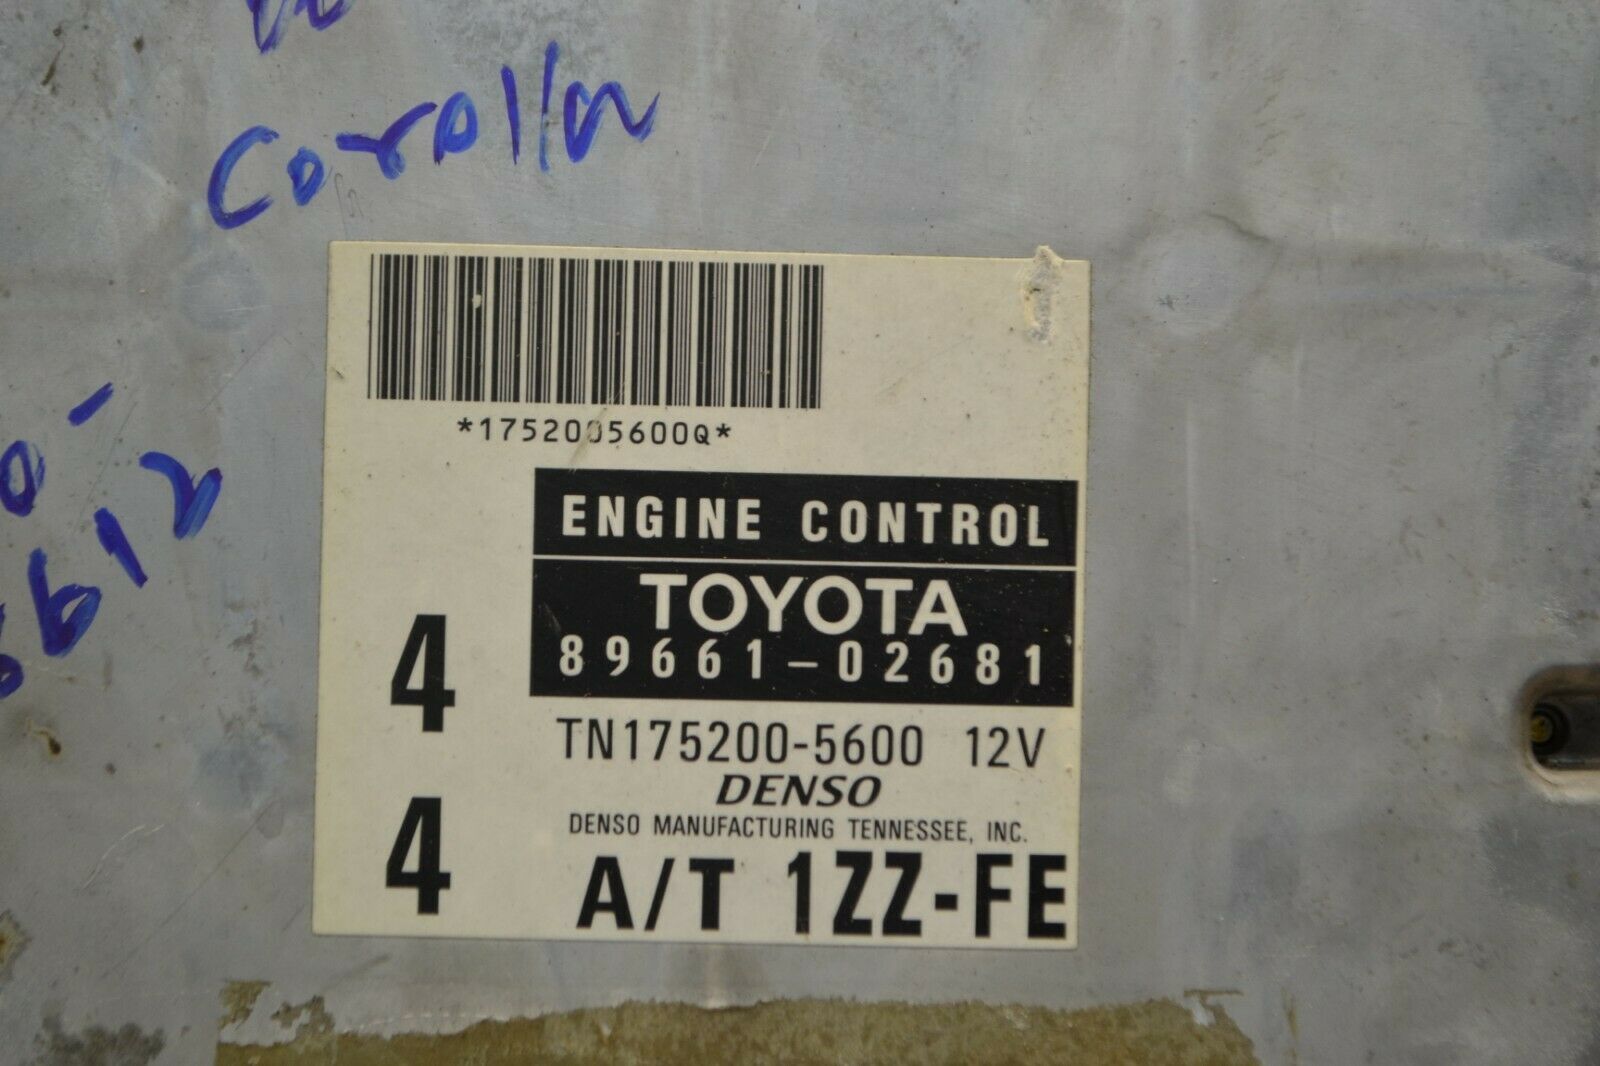 Corolla
*1752005600Q*
ENGINE CONTROL
TOYOTA
89661-02681
4
TN175200-5600 12V
DENSO
DENSO MANUFACTURING TENNESSEE, INC.
4
A/T 1ZZ-FE